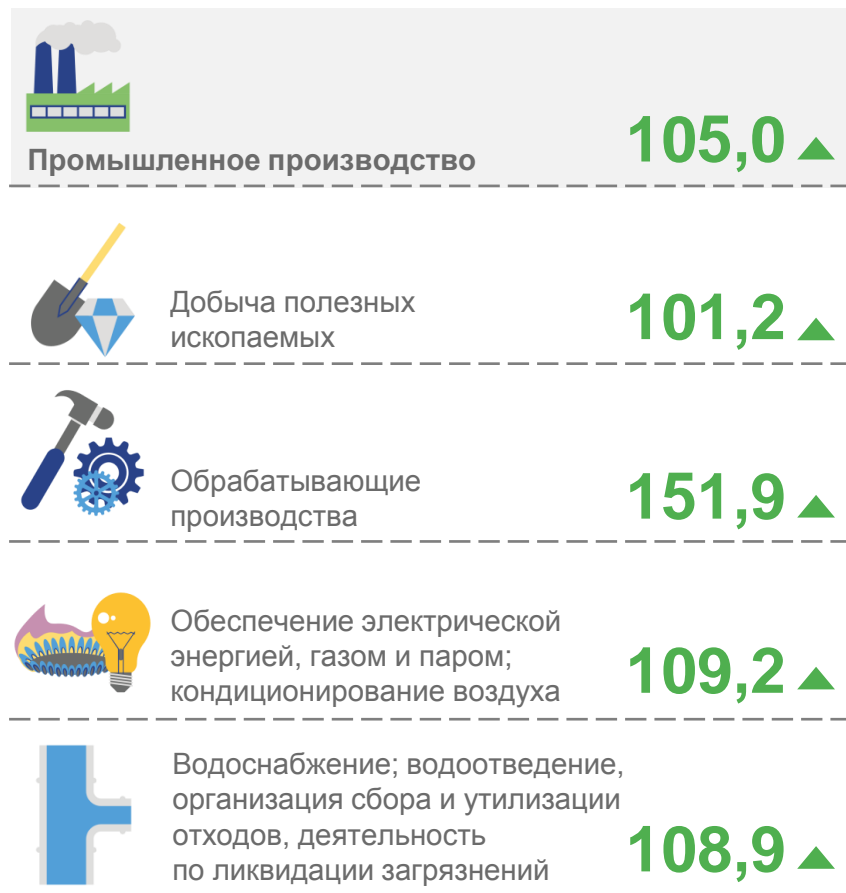 Промышленное производство
105,0
Добыча полезных
ископаемых
101,2
Обрабатывающие
производства
151,9
Обеспечение электрической
энергией, газом и паром;
кондиционирование воздуха
109,2
Водоснабжение; водоотведение,
организация сбора и утилизации
отходов, деятельность
по ликвидации загрязнений
108,9